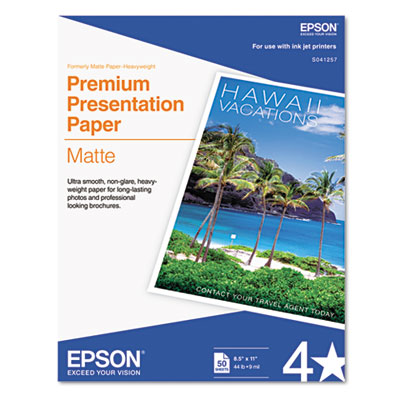 EPSON
EXCEED YOUR VISION
For use with ink jet printers
S041257
Formerly Matte Paper-Heavyweight
Premium
Presentation
Paper
Matte
Ultra smooth, non-glare, heavy-
weight paper for long-lasting
photos and professional
looking brochures.
HAWAII
VACATIONS
CONTACT YOUR TRAVEL AGENT TODAY.
EPSON
EXCEED YOUR VISION
50
SHEETS
8.5" x 11"
44 lb • 9 mil
4★